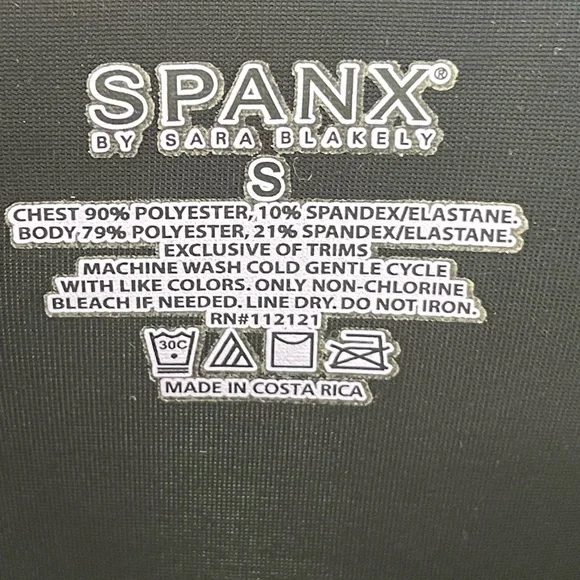 SPANX®
BY SARA BLAKELY
S
CHEST 90% POLYESTER, 10% SPANDEX/ELASTANE.
BODY 79% POLYESTER, 21% SPANDEX/ELASTANE.
EXCLUSIVE OF TRIMS
MACHINE WASH COLD GENTLE CYCLE
WITH LIKE COLORS. ONLY NON-CHLORINE
BLEACH IF NEEDED. LINE DRY. DO NOT IRON.
RN#112121
30C
MADE IN COSTA RICA